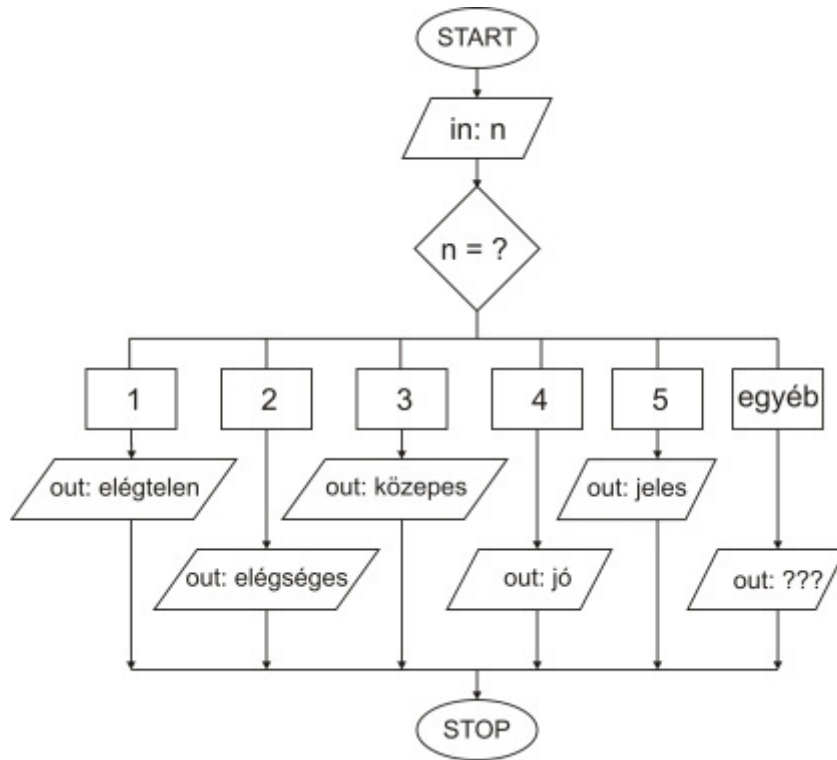 START
in: n
n = ?
1
2
3
4
5
egyéb
out: elégtelen
out: közepes
out: jeles
out: elégséges
out: jó
out: ???
STOP